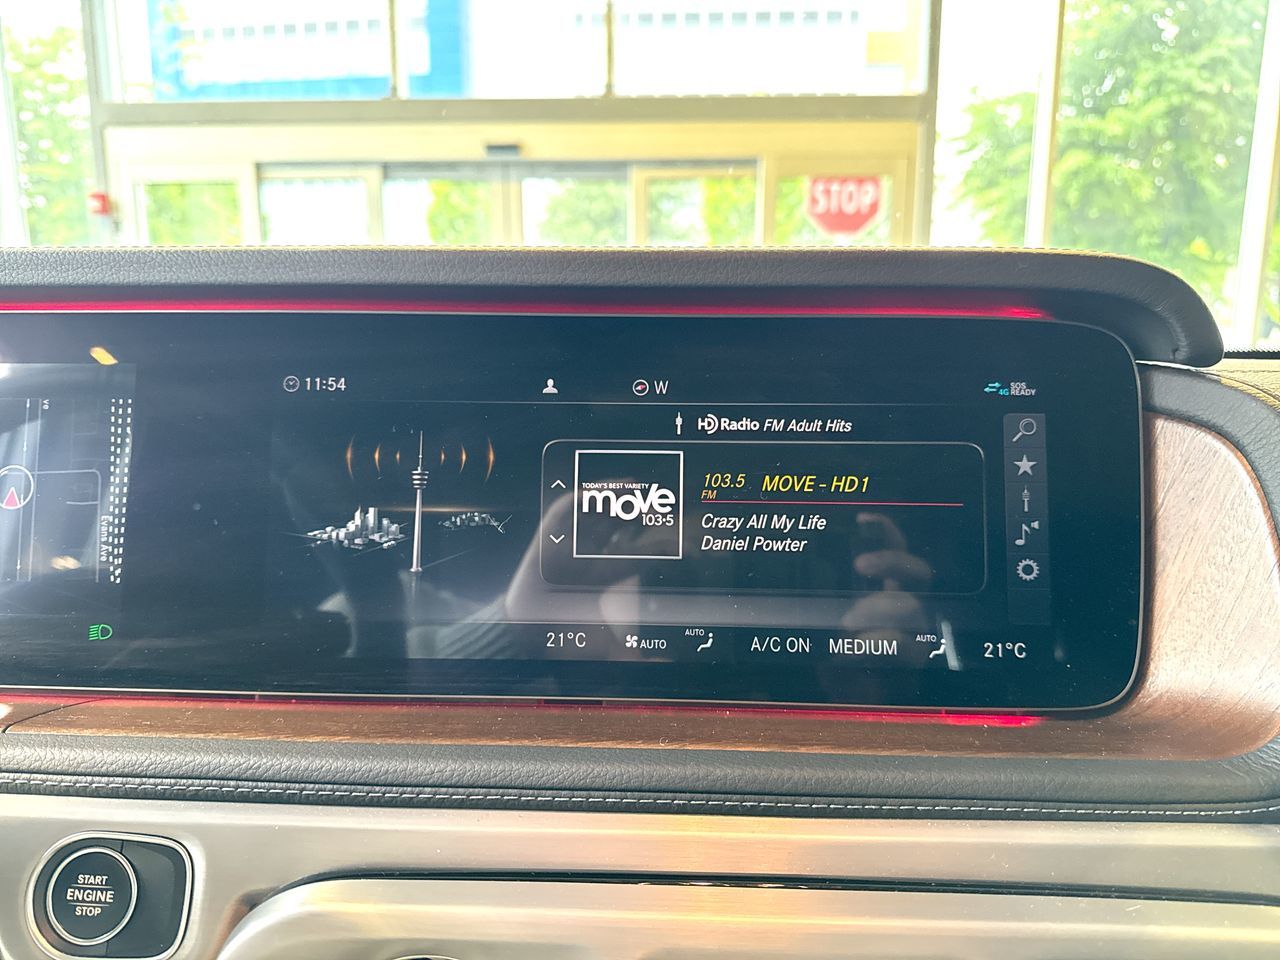 STOP
11:54
W
4G
SOS
READY
HD Radio FM Adult Hits
TODAY'S BEST VARIETY
move
103.5
103.5 MOVE - HD1
FM
Crazy All My Life
Daniel Powter
Evans Ave
21°C
AUTO
AUTO
A/C ON
MEDIUM
AUTO
21°C
START
ENGINE
STOP